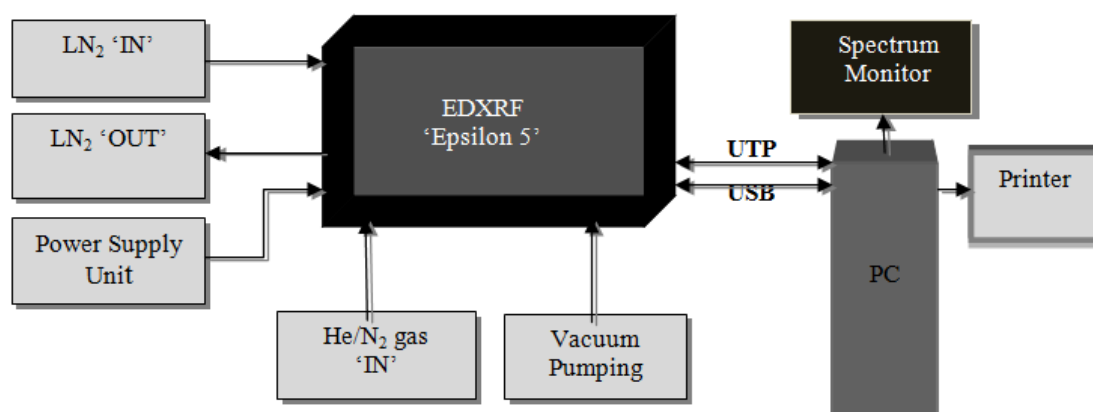 LN₂ ‘IN’
LN₂ ‘OUT’
Power Supply
Unit
EDXRF
‘Epsilon 5’
He/N₂ gas
‘IN’
Vacuum
Pumping
UTP
USB
Spectrum
Monitor
PC
Printer